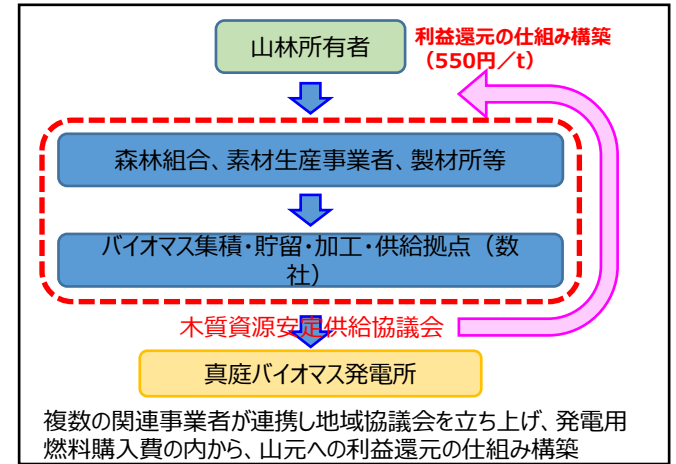 山林所有者
利益還元の仕組み構築
（550円／t）
森林組合、素材生産事業者、製材所等
バイオマス集積・貯留・加工・供給拠点（数
社）
木質資源安定供給協議会
真庭バイオマス発電所
複数の関連事業者が連携し地域協議会を立ち上げ、発電用
燃料購入費の内から、山元への利益還元の仕組み構築